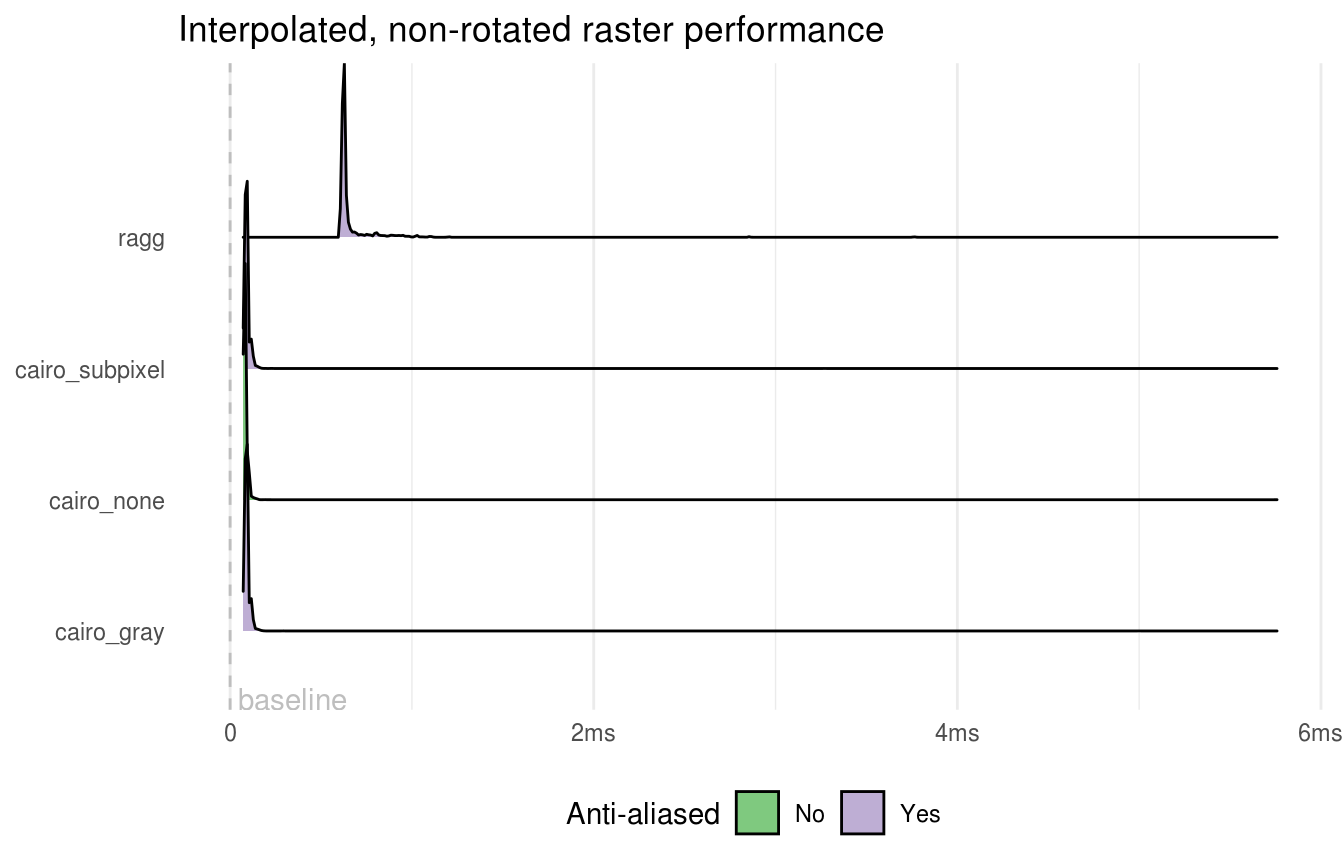 Interpolated, non-rotated raster performance
ragg
cairo_subpixel
cairo_none
cairo_gray
baseline
0 2ms 4ms 6ms
Anti-aliased No Yes